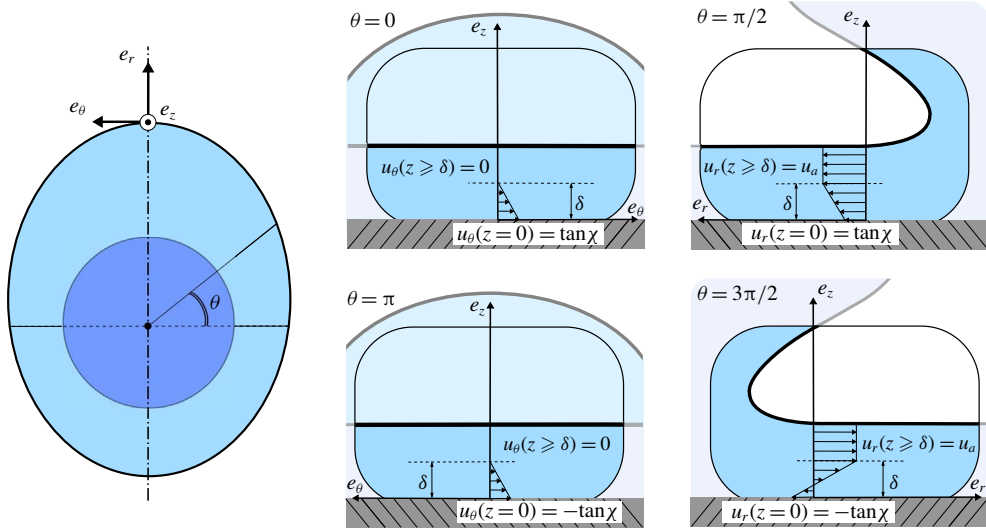 e_r
e_θ
e_z
θ
θ = 0
e_z
u_θ(z ⩾ δ) = 0
δ
e_θ
u_θ(z = 0) = tan χ
θ = π/2
e_z
u_r(z ⩾ δ) = u_a
δ
e_r
u_r(z = 0) = tan χ
θ = π
e_z
u_θ(z ⩾ δ) = 0
δ
e_θ
u_θ(z = 0) = −tan χ
θ = 3π/2
e_z
u_r(z ⩾ δ) = u_a
δ
e_r
u_r(z = 0) = −tan χ